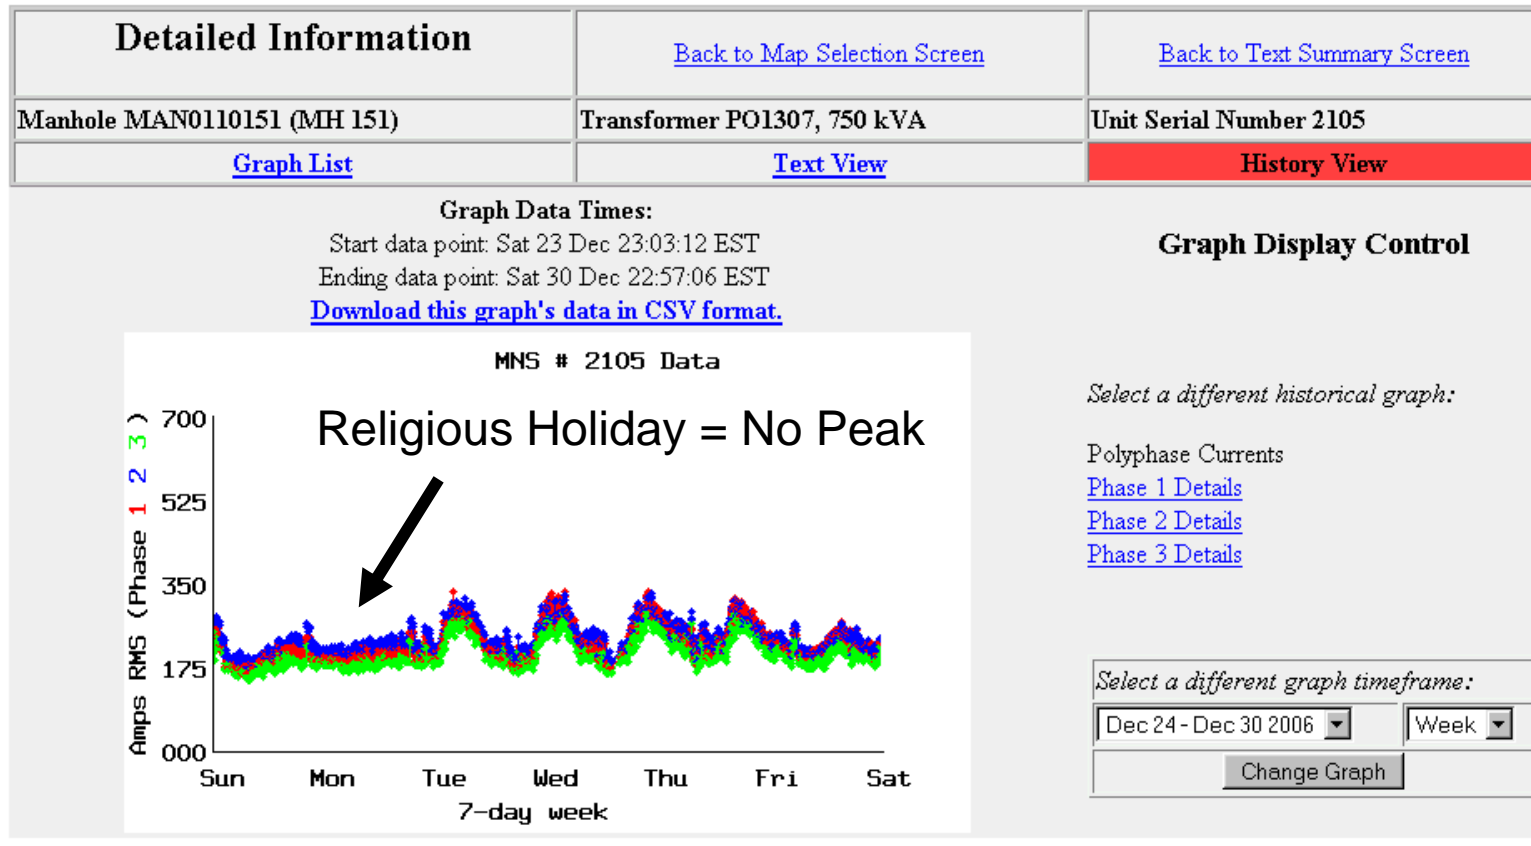 Detailed Information
Back to Map Selection Screen
Back to Text Summary Screen
Manhole MAN0110151 (MH 151)
Transformer PO1307, 750 kVA
Unit Serial Number 2105
Graph List
Text View
History View
Graph Data Times:
Start data point: Sat 23 Dec 23:03:12 EST
Ending data point: Sat 30 Dec 22:57:06 EST
Download this graph's data in CSV format.
Graph Display Control
MNS # 2105 Data
Religious Holiday = No Peak
Amps RMS (Phase 1 2 3 )
700
525
350
175
000
Sun Mon Tue Wed Thu Fri Sat
7-day week
Select a different historical graph:
Polyphase Currents
Phase 1 Details
Phase 2 Details
Phase 3 Details
Select a different graph timeframe:
Dec 24 - Dec 30 2006
Week
Change Graph